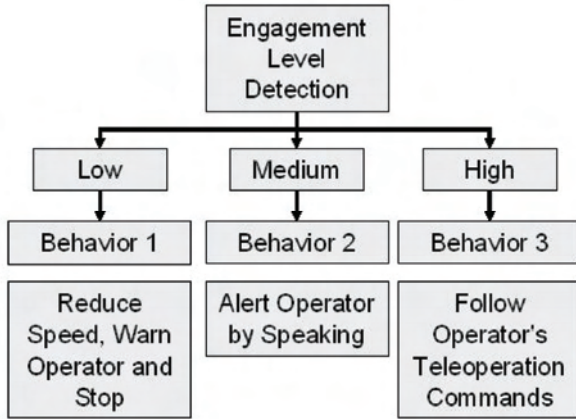 Engagement
Level
Detection
Low
Medium
High
Behavior 1
Behavior 2
Behavior 3
Reduce
Speed, Warn
Operator and
Stop
Alert Operator
by Speaking
Follow
Operator's
Teleoperation
Commands